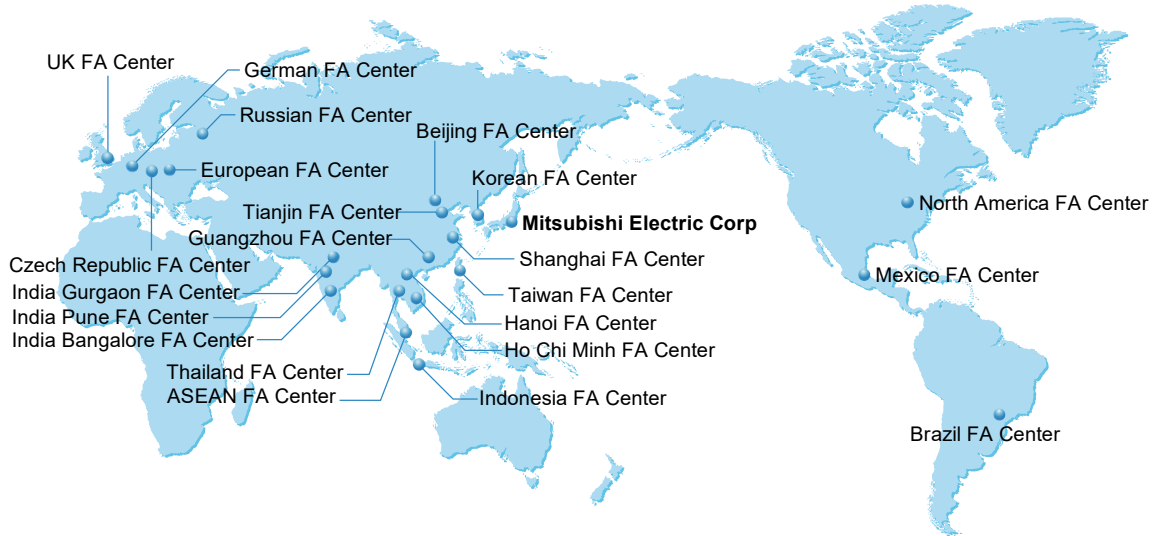 UK FA Center
German FA Center
Russian FA Center
Beijing FA Center
European FA Center
Korean FA Center
North America FA Center
Tianjin FA Center
Mitsubishi Electric Corp
Guangzhou FA Center
Shanghai FA Center
Czech Republic FA Center
Mexico FA Center
India Gurgaon FA Center
Taiwan FA Center
India Pune FA Center
Hanoi FA Center
India Bangalore FA Center
Ho Chi Minh FA Center
Thailand FA Center
ASEAN FA Center
Indonesia FA Center
Brazil FA Center